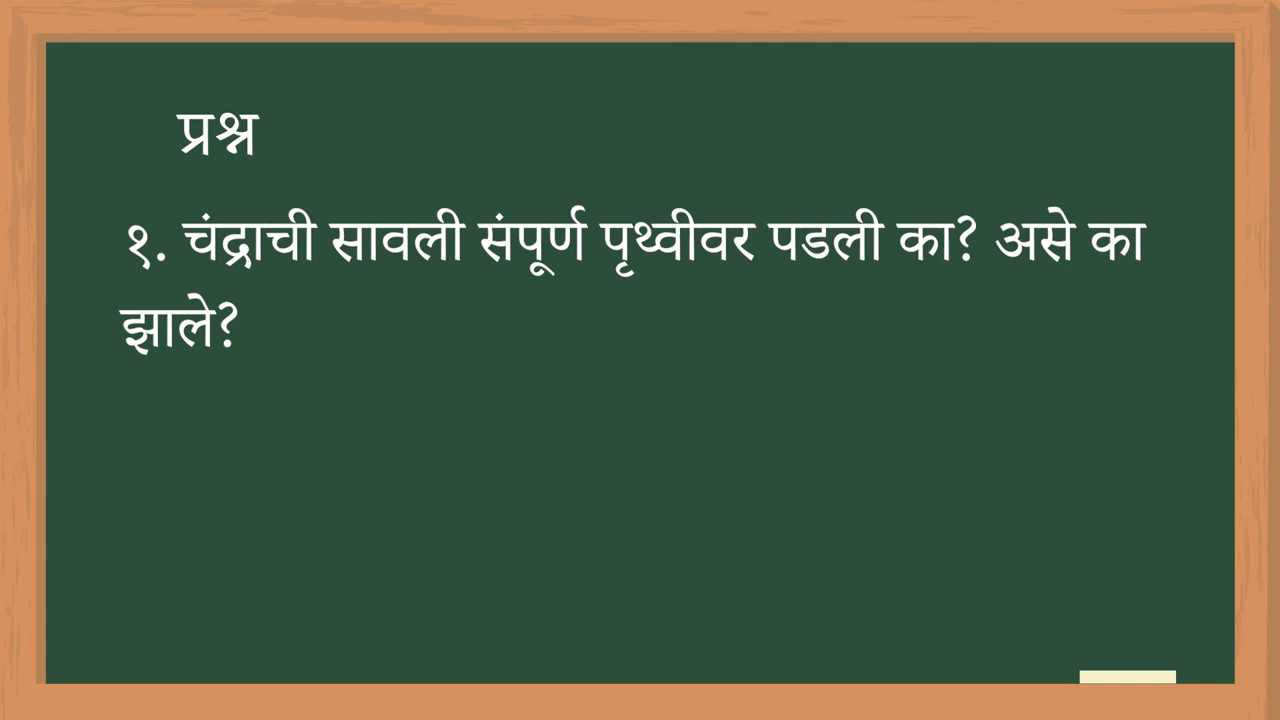 प्रश्न
१. चंद्राची सावली संपूर्ण पृथ्वीवर पडली का? असे का
झाले?